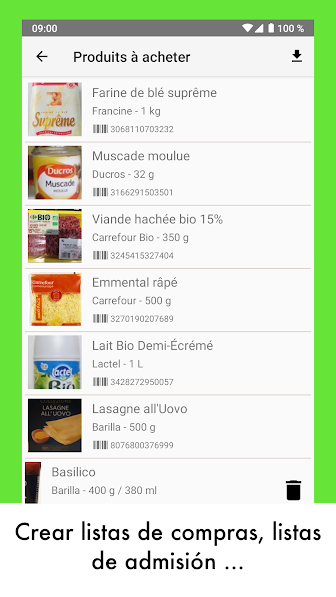 09:00 100 %
Produits à acheter
Farine de blé suprême
Francine - 1 kg
3068110703232
Suprême
Muscade moulue
Ducros - 32 g
3166291503501
Ducros
Muscade
MOULUE
Viande hachée bio 15%
Carrefour Bio - 350 g
3245415327404
BIO
Emmental râpé
Carrefour - 500 g
3270190207689
Lait Bio Demi-Écrémé
Lactel - 1 L
3428272950057
lactel
Bio
Lasagne all'Uovo
Barilla - 500 g
8076800376999
LASAGNE
ALL'UOVO
Basilico
Barilla - 400 g / 380 ml
Crear listas de compras, listas
de admisión ...